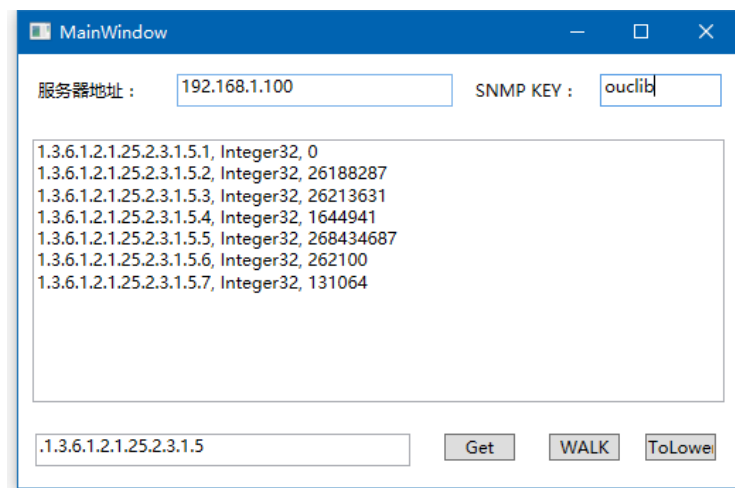 MainWindow
服务器地址： 192.168.1.100 SNMP KEY： ouclib
1.3.6.1.2.1.25.2.3.1.5.1, Integer32, 0
1.3.6.1.2.1.25.2.3.1.5.2, Integer32, 26188287
1.3.6.1.2.1.25.2.3.1.5.3, Integer32, 26213631
1.3.6.1.2.1.25.2.3.1.5.4, Integer32, 1644941
1.3.6.1.2.1.25.2.3.1.5.5, Integer32, 268434687
1.3.6.1.2.1.25.2.3.1.5.6, Integer32, 262100
1.3.6.1.2.1.25.2.3.1.5.7, Integer32, 131064
.1.3.6.1.2.1.25.2.3.1.5 Get WALK ToLower